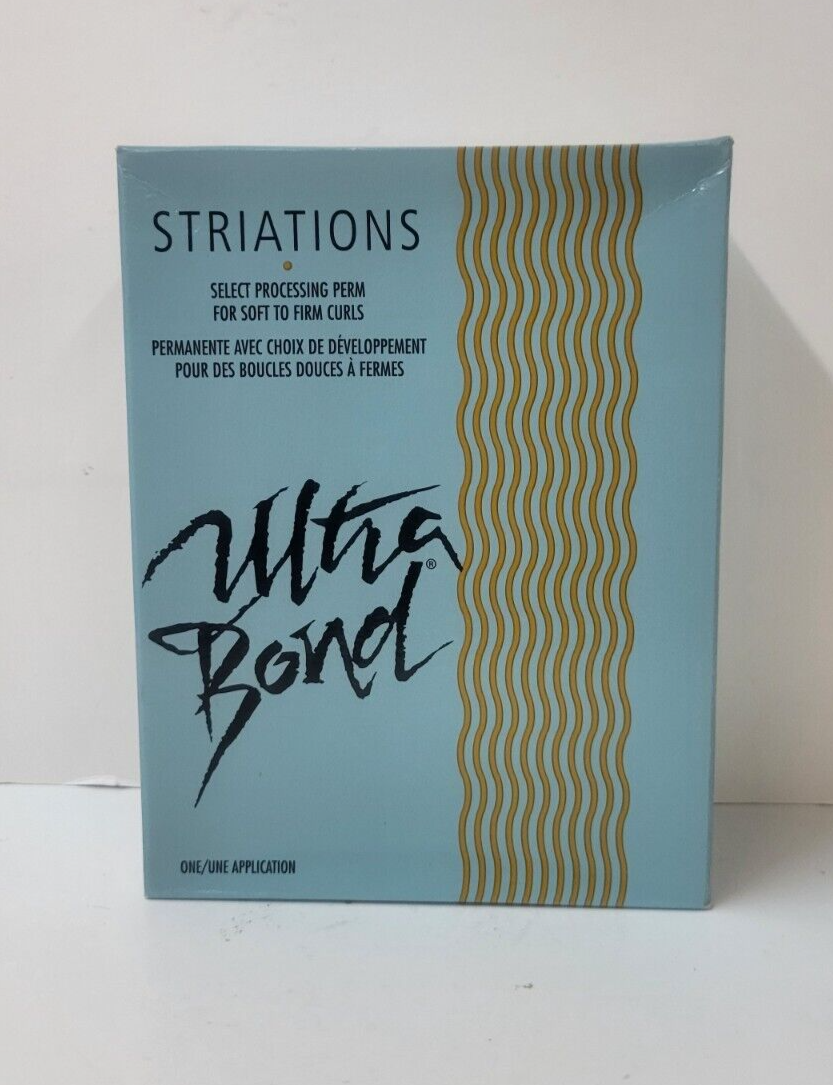 STRIATIONS
SELECT PROCESSING PERM
FOR SOFT TO FIRM CURLS
PERMANENTE AVEC CHOIX DE DÉVELOPPEMENT
POUR DES BOUCLES DOUCES À FERMES
Ultra
Bond®
ONE/UNE APPLICATION